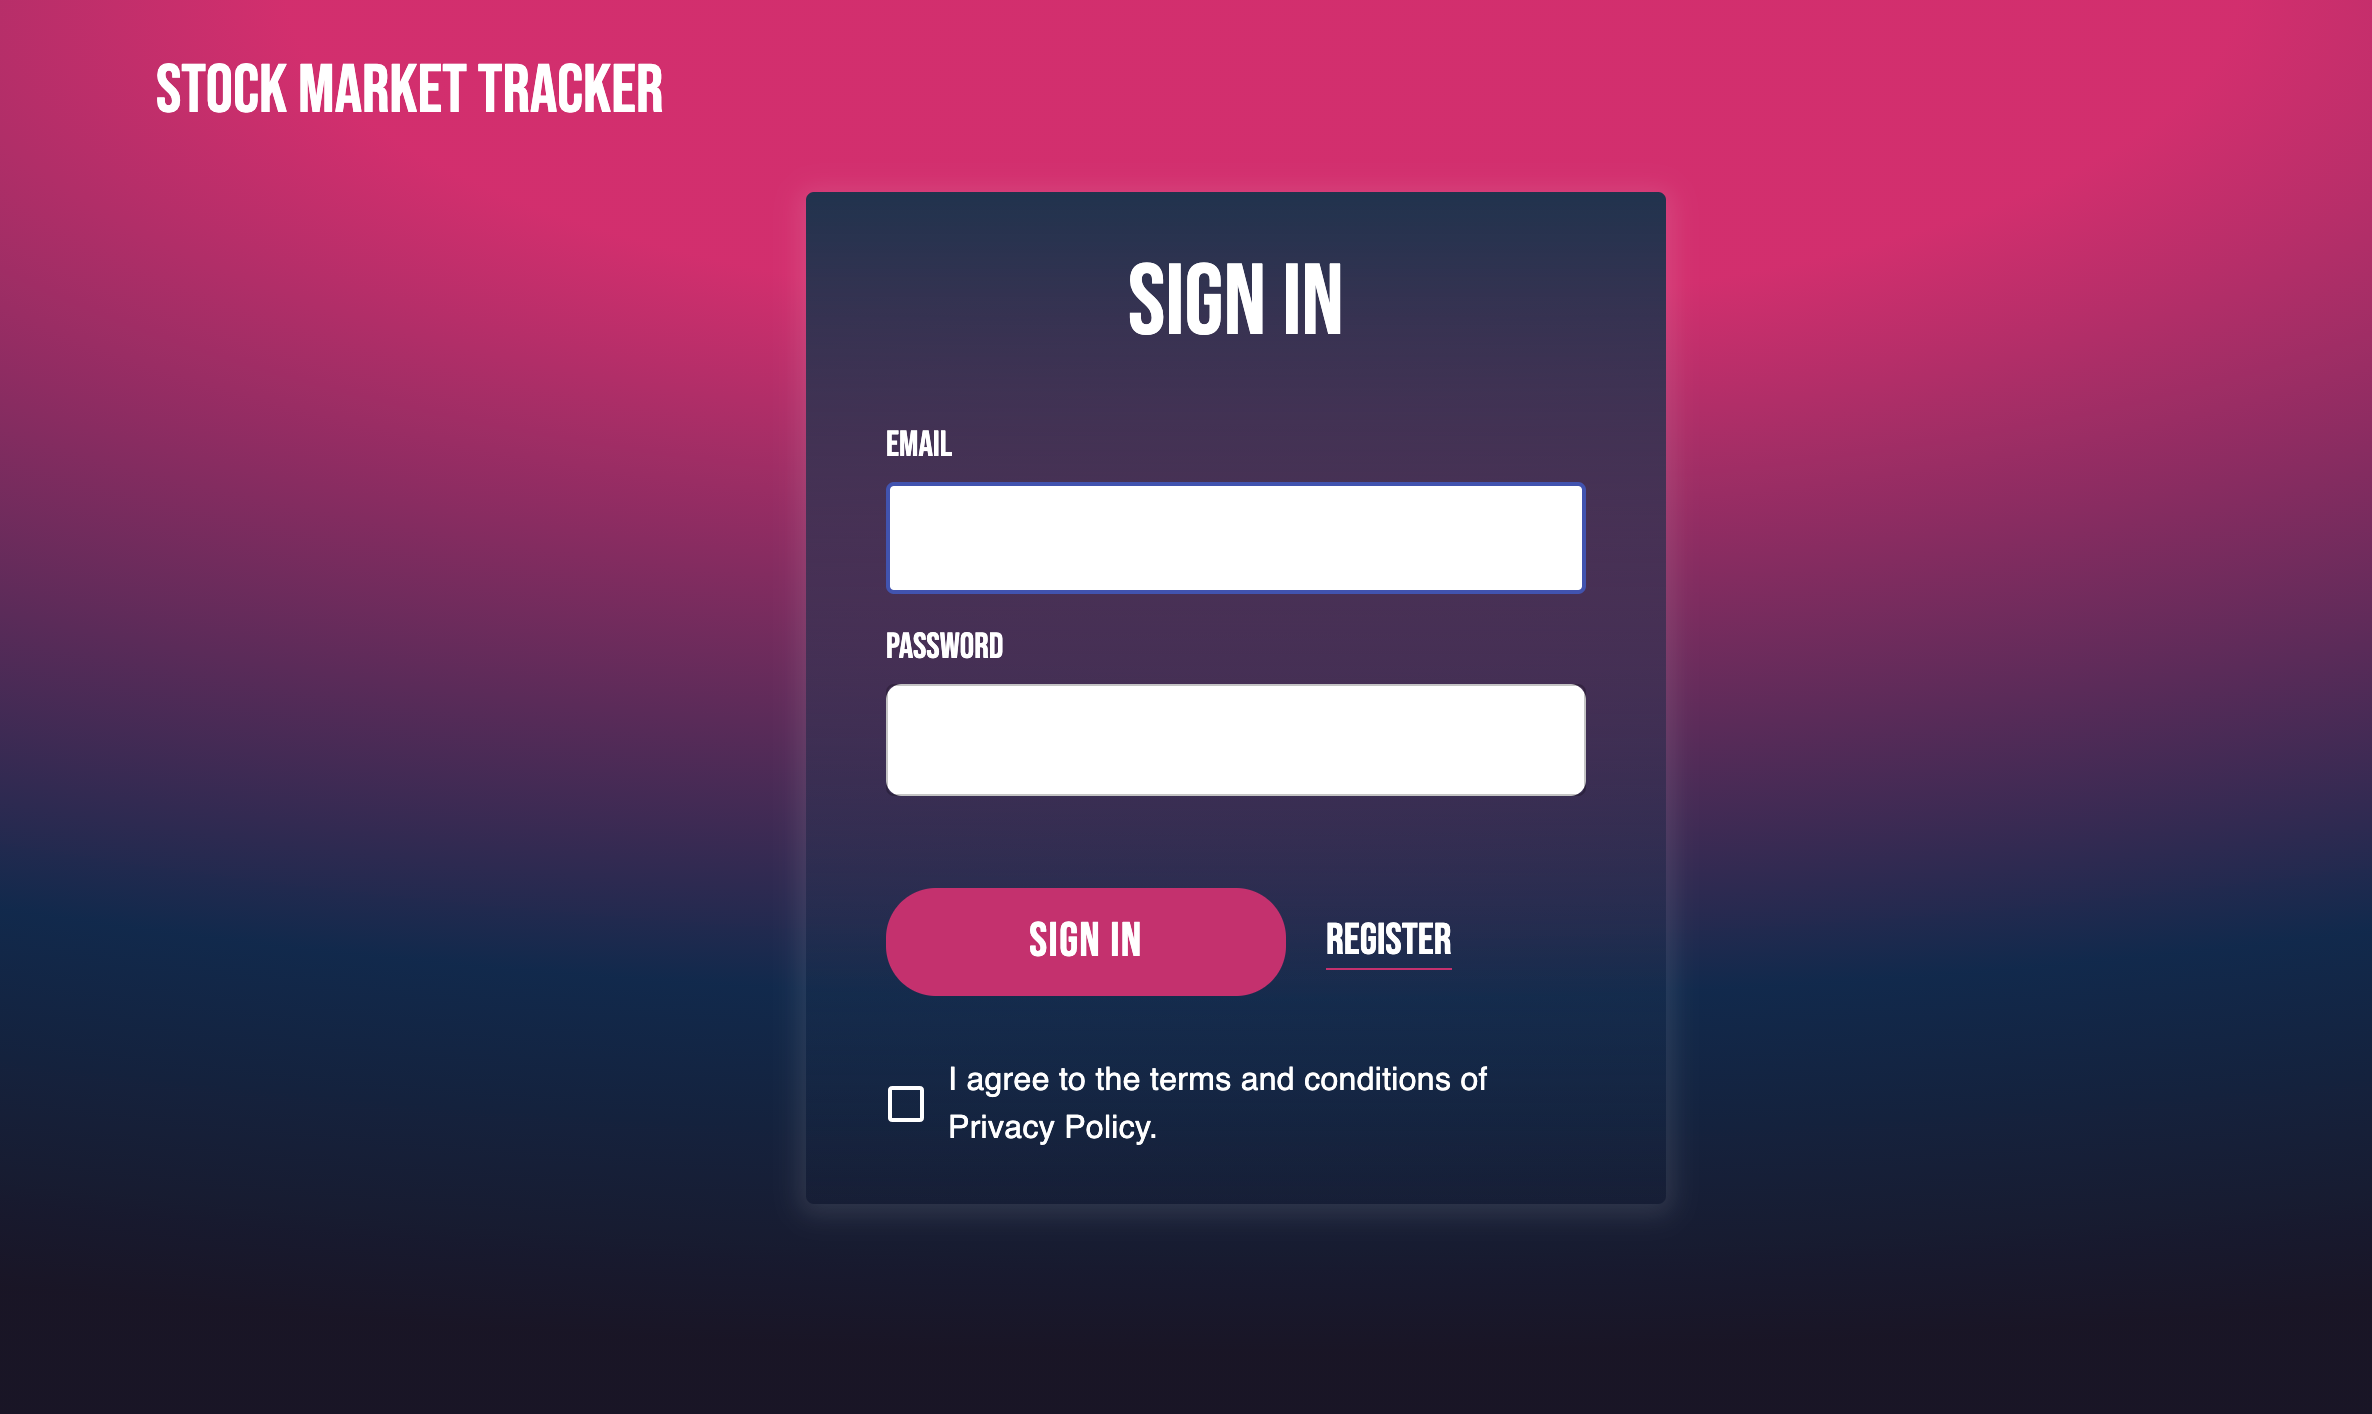 STOCK MARKET TRACKER
SIGN IN
EMAIL
PASSWORD
SIGN IN
REGISTER
I agree to the terms and conditions of
Privacy Policy.